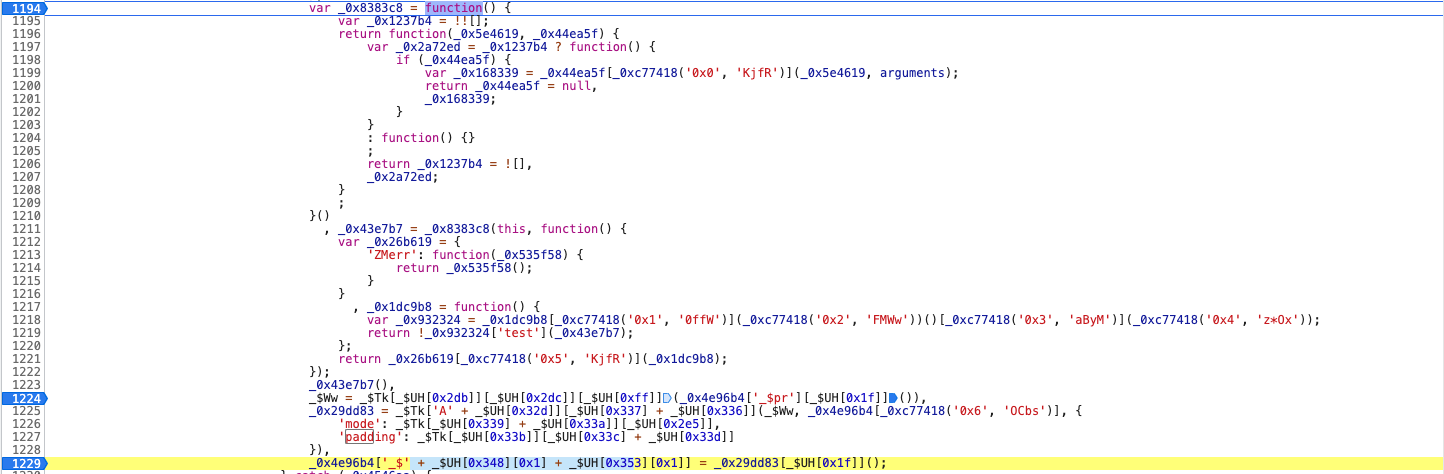 1194 var _0x8383c8 = function() {
1195 var _0x1237b4 = !![];
1196 return function(_0x5e4619, _0x44ea5f) {
1197 var _0x2a72ed = _0x1237b4 ? function() {
1198 if (_0x44ea5f) {
1199 var _0x168339 = _0x44ea5f[_0xc77418('0x0', 'KjfR')](_0x5e4619, arguments);
1200 return _0x44ea5f = null,
1201 _0x168339;
1202 }
1203 }
1204 : function() {}
1205 ;
1206 return _0x1237b4 = ![],
1207 _0x2a72ed;
1208 }
1209 ;
1210 }()
1211 , _0x43e7b7 = _0x8383c8(this, function() {
1212 var _0x26b619 = {
1213 'ZMerr': function(_0x535f58) {
1214 return _0x535f58();
1215 }
1216 }
1217 , _0x1dc9b8 = function() {
1218 var _0x932324 = _0x1dc9b8[_0xc77418('0x1', '0ffW')](_0xc77418('0x2', 'FMWw'))()[_0xc77418('0x3', 'aByM')](_0xc77418('0x4', 'z*Ox'));
1219 return !_0x932324['test'](_0x43e7b7);
1220 };
1221 return _0x26b619[_0xc77418('0x5', 'KjfR')](_0x1dc9b8);
1222 });
1223 _0x43e7b7(),
1224 _$Ww = _$Tk[_$UH[0x2db]][_$UH[0x2dc]][_$UH[0xff]](_0x4e96b4['_$pr'][_$UH[0x1f]]()),
1225 _0x29dd83 = _$Tk['A' + _$UH[0x32d]][_$UH[0x337] + _$UH[0x336]](_$Ww, _0x4e96b4[_0xc77418('0x6', 'OCbs')], {
1226 'mode': _$Tk[_$UH[0x339] + _$UH[0x33a]][_$UH[0x2e5]],
1227 'padding': _$Tk[_$UH[0x33b]][_$UH[0x33c] + _$UH[0x33d]]
1228 }),
1229 _0x4e96b4['_$' + _$UH[0x348][0x1] + _$UH[0x353][0x1]] = _0x29dd83[_$UH[0x1f]]();